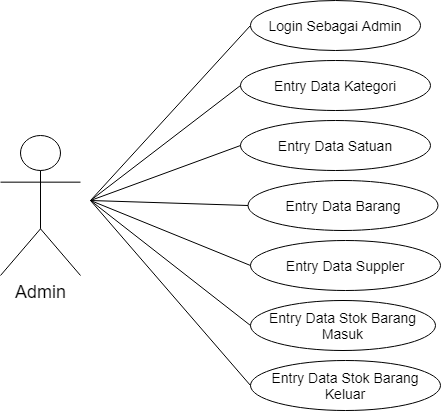 Login Sebagai Admin
Entry Data Kategori
Entry Data Satuan
Entry Data Barang
Entry Data Suppler
Entry Data Stok Barang
Masuk
Entry Data Stok Barang
Keluar
Admin